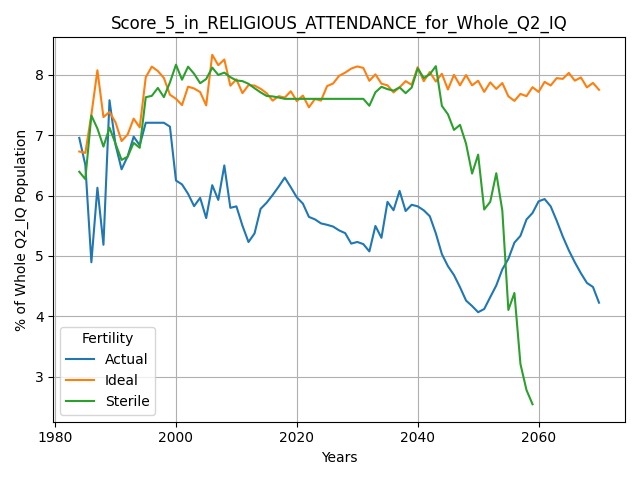 Score_5_in_RELIGIOUS_ATTENDANCE_for_Whole_Q2_IQ
% of Whole Q2_IQ Population
8
7
6
5
4
3
Fertility
Actual
Ideal
Sterile
1980 2000 2020 2040 2060
Years